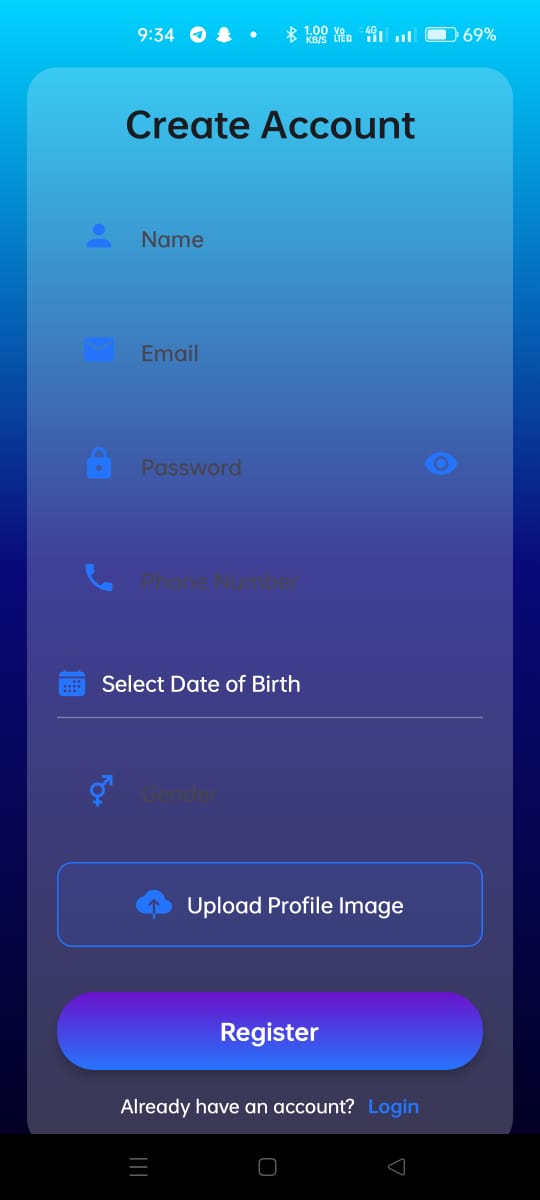 9:34 1.00 KB/S Vo LTE 4G 69%
Create Account
Name
Email
Password
Phone Number
Select Date of Birth
Gender
Upload Profile Image
Register
Already have an account? Login